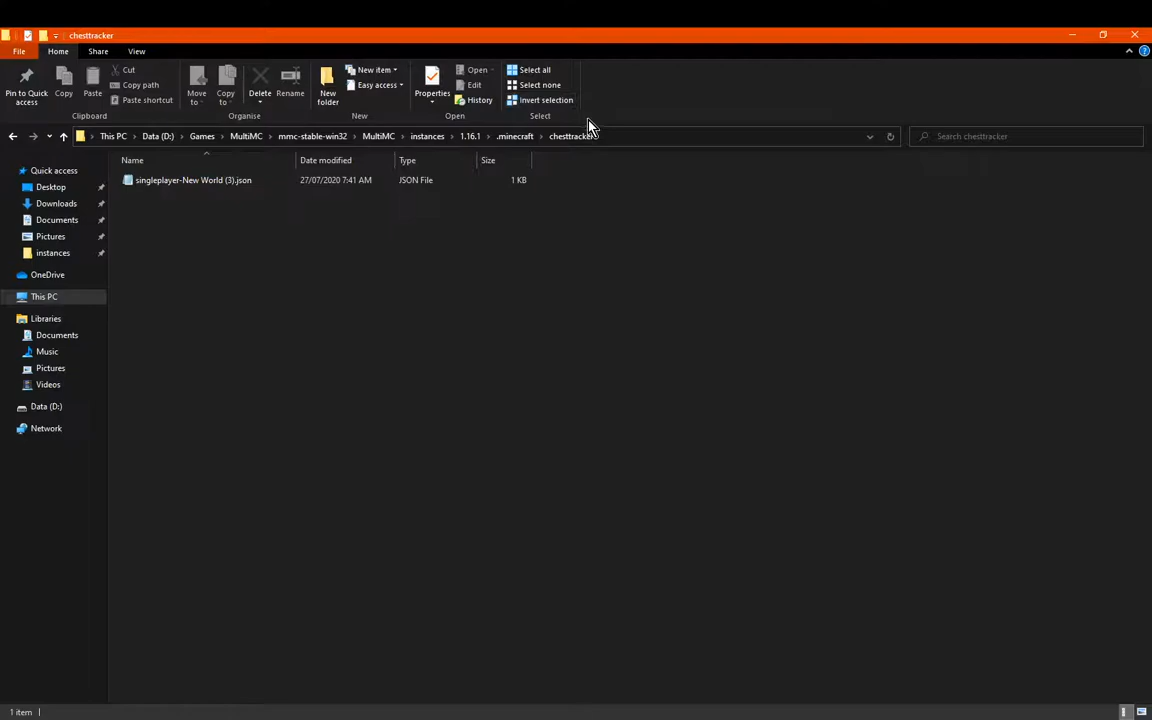 chesttracker
File Home Share View
Pin to Quick access
Copy
Paste
Cut
Copy path
Paste shortcut
Clipboard
Move to
Copy to
Delete
Rename
Organise
New folder
New item
Easy access
New
Properties
Open
Edit
History
Open
Select all
Select none
Invert selection
Select
This PC Data (D:) Games MultiMC mmc-stable-win32 MultiMC instances 1.16.1 .minecraft chesttracker
Search chesttracker
Name Date modified Type Size
singleplayer-New World (3).json 27/07/2020 7:41 AM JSON File 1 KB
Quick access
Desktop
Downloads
Documents
Pictures
instances
OneDrive
This PC
Libraries
Documents
Music
Pictures
Videos
Data (D:)
Network
1 item